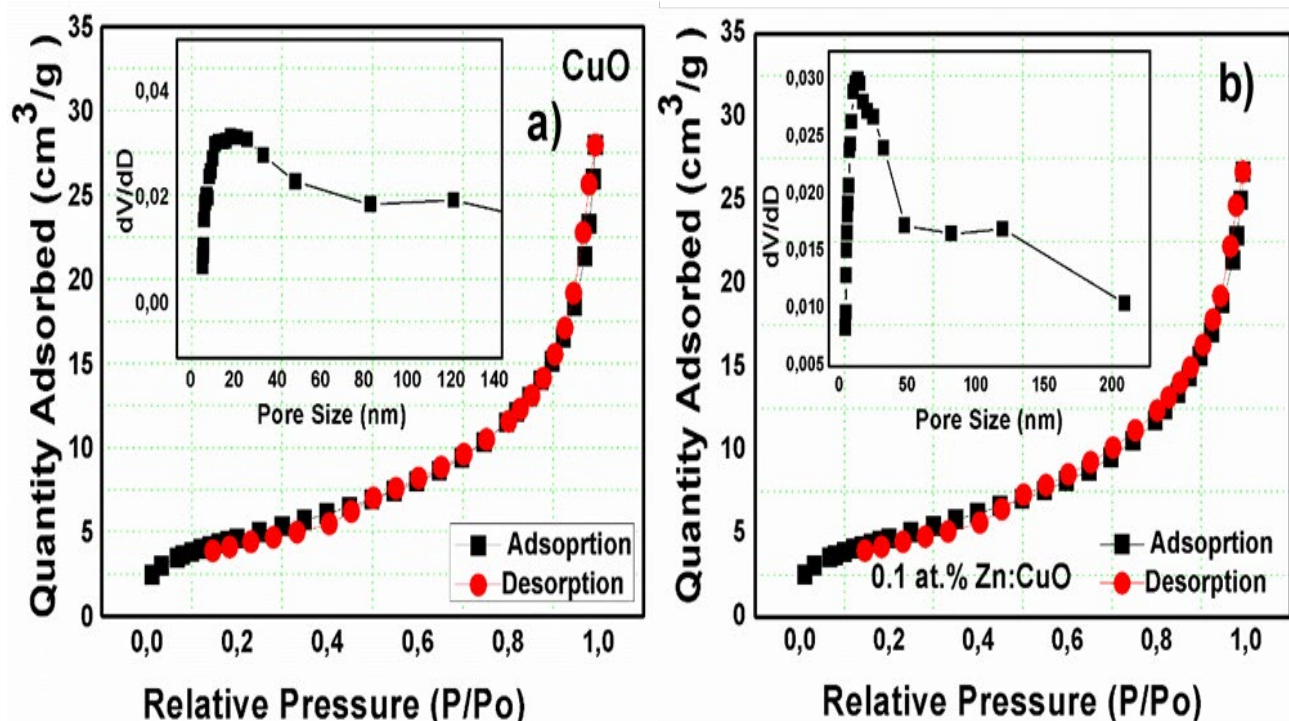 35
30
25
20
15
10
5
0
Quantity Adsorbed (cm³/g)
CuO
a)
0,04
0,02
0,00
dV/dD
0 20 40 60 80 100 120 140
Pore Size (nm)
Adsoprtion
Desorption
0,0 0,2 0,4 0,6 0,8 1,0
Relative Pressure (P/Po)
35
30
25
20
15
10
5
0
Quantity Adsorbed (cm³/g)
b)
0,030
0,025
0,020
0,015
0,010
0,005
dV/dD
0 50 100 150 200
Pore Size (nm)
Adsoprtion
Desorption
0.1 at.% Zn:CuO
0,0 0,2 0,4 0,6 0,8 1,0
Relative Pressure (P/Po)